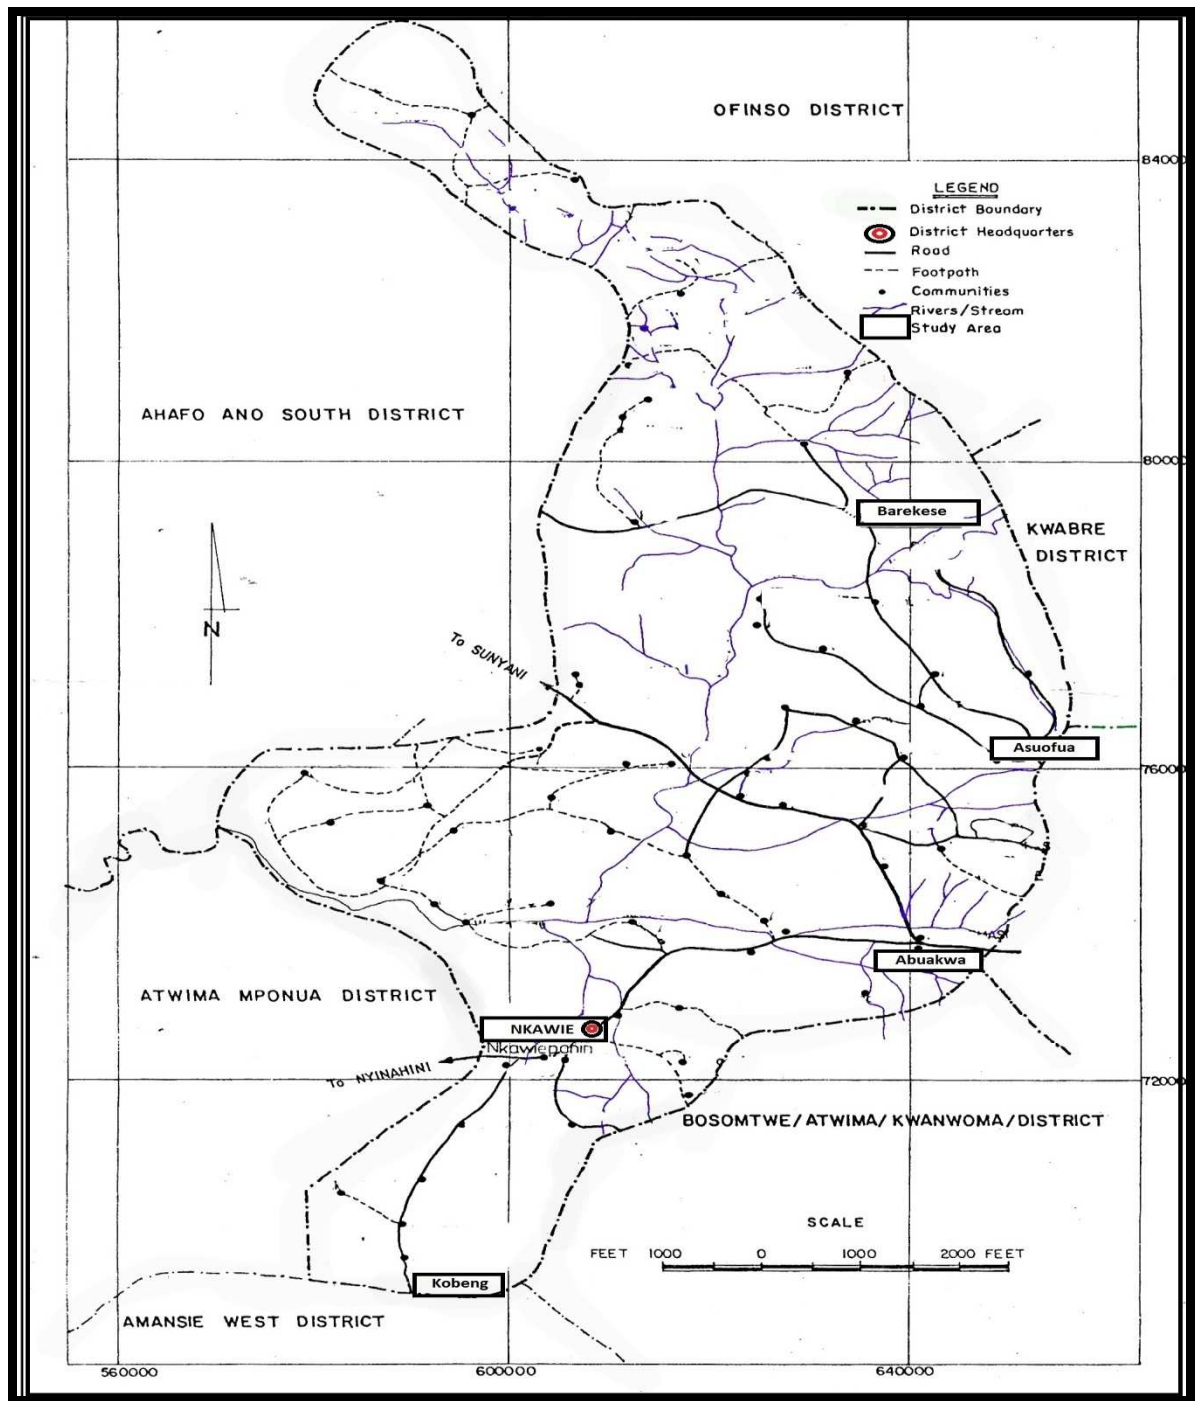 OFINSO DISTRICT
84000
LEGEND
District Boundary
District Headquarters
Road
Footpath
Communities
Rivers/Stream
Study Area
AHAFO ANO SOUTH DISTRICT
80000
Barekese
KWABRE
DISTRICT
N
To SUNYANI
Asuofua
76000
Abuakwa
ATWIMA MPONUA DISTRICT
NKAWIE
Nkawiepanin
To NYINAHINI
72000
BOSOMTWE/ATWIMA/KWANWOMA/DISTRICT
SCALE
FEET 1000 0 1000 2000 FEET
Kobeng
AMANSIE WEST DISTRICT
560000 600000 640000